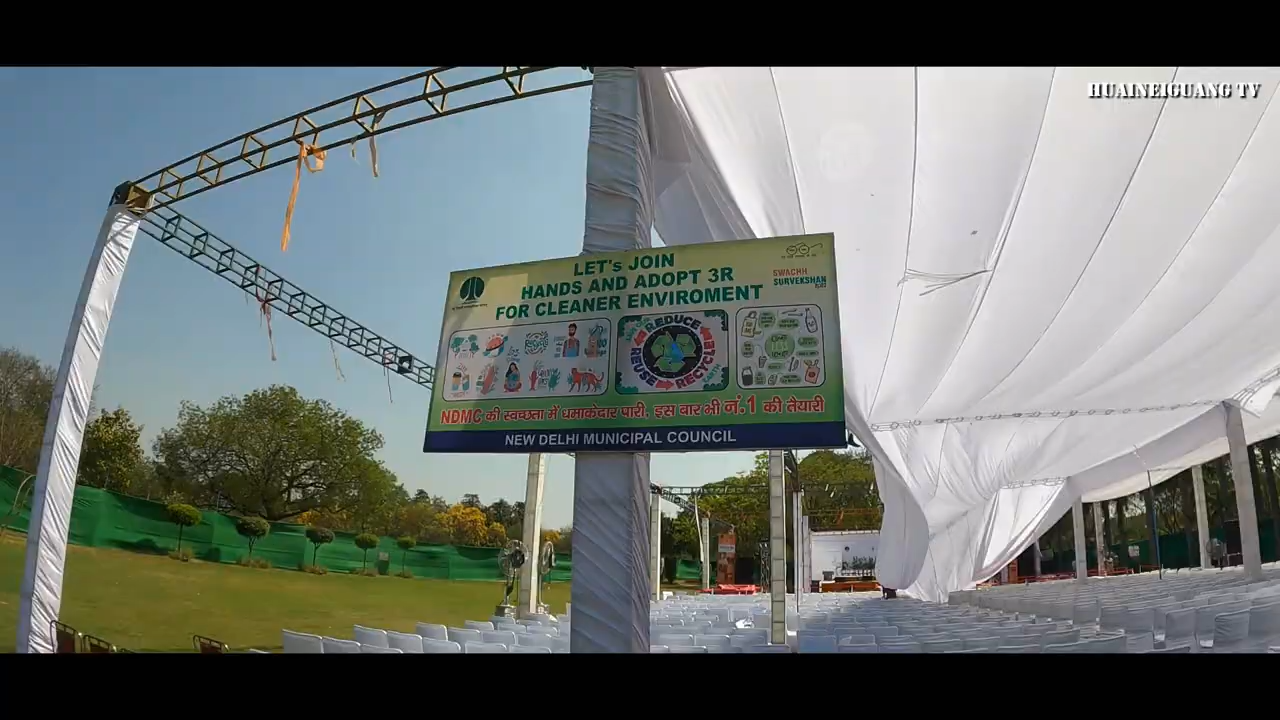 HUAINEIGUANG TV
LET's JOIN
HANDS AND ADOPT 3R
FOR CLEANER ENVIROMENT
SWACHH
SURVEKSHAN
REDUCE
REUSE
RECYCLE
NDMC की स्वच्छता में धमाकेदार पारी, इस बार भी नं.1 की तैयारी
NEW DELHI MUNICIPAL COUNCIL